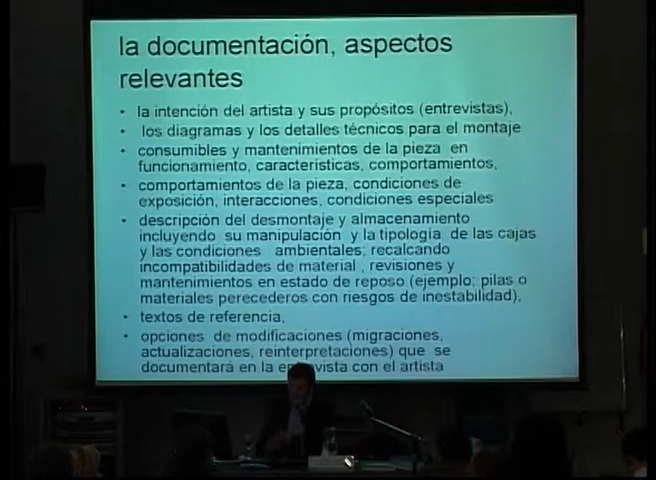 la documentación, aspectos
relevantes
• la intención del artista y sus propósitos (entrevistas),
• los diagramas y los detalles técnicos para el montaje
• consumibles y mantenimientos de la pieza en
funcionamiento, características, comportamientos,
• comportamientos de la pieza, condiciones de
exposición, interacciones, condiciones especiales
• descripción del desmontaje y almacenamiento
incluyendo su manipulación y la tipología de las cajas
y las condiciones ambientales; recalcando
incompatibilidades de material , revisiones y
mantenimientos en estado de reposo (ejemplo: pilas o
materiales perecederos con riesgos de inestabilidad),
• textos de referencia,
• opciones de modificaciones (migraciones,
actualizaciones, reinterpretaciones) que se
documentará en la entrevista con el artista